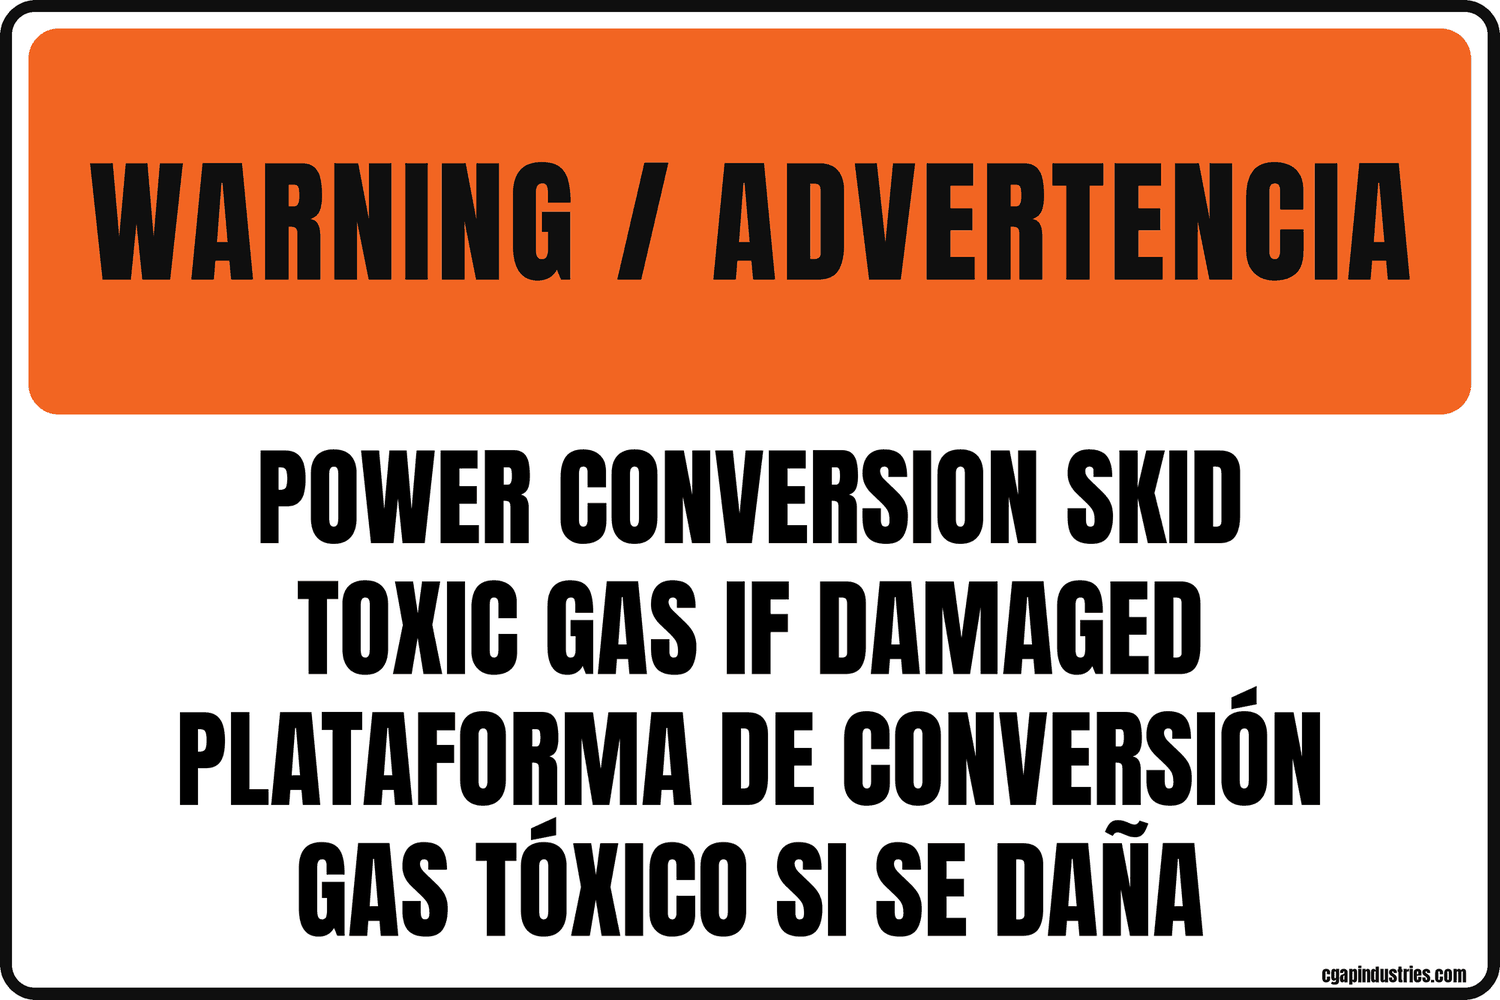 WARNING / ADVERTENCIA
POWER CONVERSION SKID
TOXIC GAS IF DAMAGED
PLATAFORMA DE CONVERSIÓN
GAS TÓXICO SI SE DAÑA
cgapindustries.com